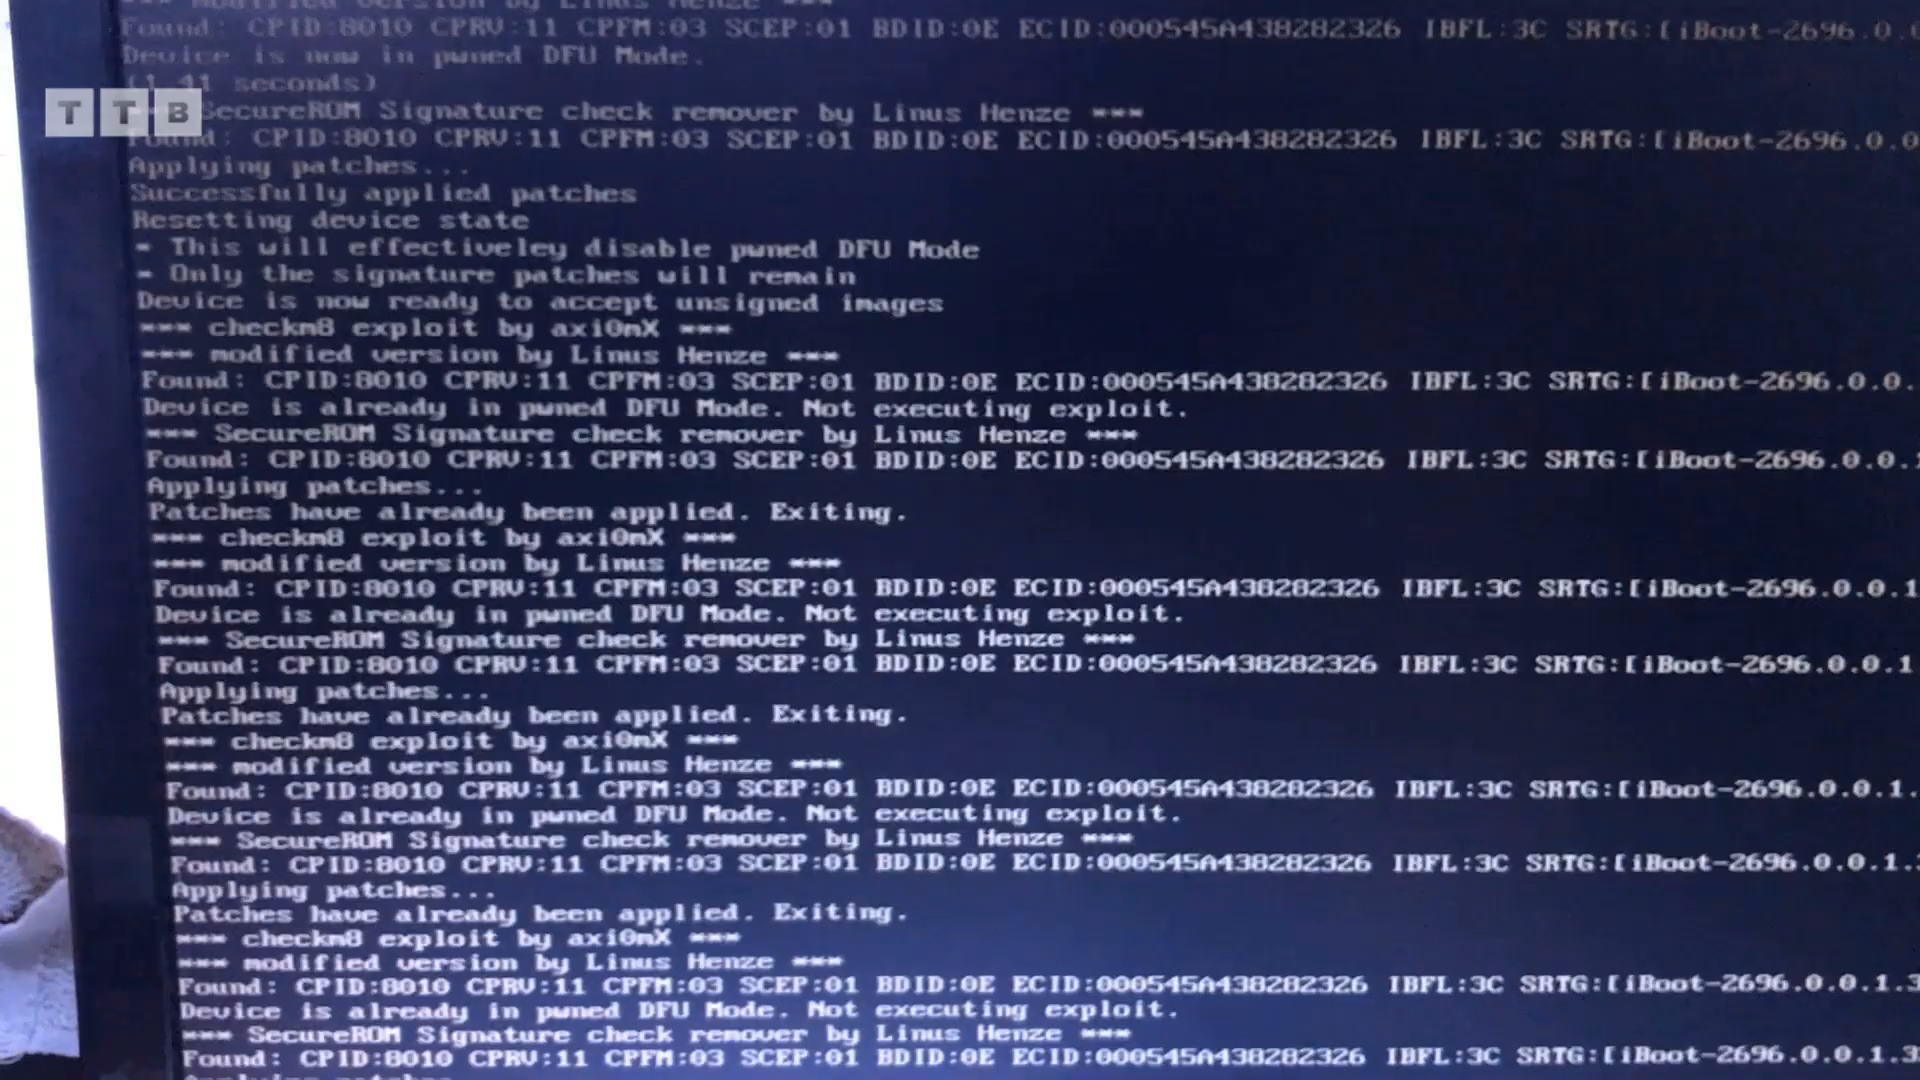 *** modified version by Linus Henze ***
Found: CPID:8010 CPRV:11 CPFM:03 SCEP:01 BDID:0E ECID:000545A438282326 IBFL:3C SRTG:[iBoot-2696.0.0
Device is now in pwned DFU Mode.
(1.41 seconds)
TTB
SecureROM Signature check remover by Linus Henze ***
Found: CPID:8010 CPRV:11 CPFM:03 SCEP:01 BDID:0E ECID:000545A438282326 IBFL:3C SRTG:[iBoot-2696.0.0
Applying patches...
Successfully applied patches
Resetting device state
- This will effectiveley disable pwned DFU Mode
- Only the signature patches will remain
Device is now ready to accept unsigned images
*** checkm8 exploit by axi0mX ***
*** modified version by Linus Henze ***
Found: CPID:8010 CPRV:11 CPFM:03 SCEP:01 BDID:0E ECID:000545A438282326 IBFL:3C SRTG:[iBoot-2696.0.0.
Device is already in pwned DFU Mode. Not executing exploit.
*** SecureROM Signature check remover by Linus Henze ***
Found: CPID:8010 CPRV:11 CPFM:03 SCEP:01 BDID:0E ECID:000545A438282326 IBFL:3C SRTG:[iBoot-2696.0.0.
Applying patches...
Patches have already been applied. Exiting.
*** checkm8 exploit by axi0mX ***
*** modified version by Linus Henze ***
Found: CPID:8010 CPRV:11 CPFM:03 SCEP:01 BDID:0E ECID:000545A438282326 IBFL:3C SRTG:[iBoot-2696.0.0.1
Device is already in pwned DFU Mode. Not executing exploit.
*** SecureROM Signature check remover by Linus Henze ***
Found: CPID:8010 CPRV:11 CPFM:03 SCEP:01 BDID:0E ECID:000545A438282326 IBFL:3C SRTG:[iBoot-2696.0.0.1
Applying patches...
Patches have already been applied. Exiting.
*** checkm8 exploit by axi0mX ***
*** modified version by Linus Henze ***
Found: CPID:8010 CPRV:11 CPFM:03 SCEP:01 BDID:0E ECID:000545A438282326 IBFL:3C SRTG:[iBoot-2696.0.0.1.
Device is already in pwned DFU Mode. Not executing exploit.
*** SecureROM Signature check remover by Linus Henze ***
Found: CPID:8010 CPRV:11 CPFM:03 SCEP:01 BDID:0E ECID:000545A438282326 IBFL:3C SRTG:[iBoot-2696.0.0.1.
Applying patches...
Patches have already been applied. Exiting.
*** checkm8 exploit by axi0mX ***
*** modified version by Linus Henze ***
Found: CPID:8010 CPRV:11 CPFM:03 SCEP:01 BDID:0E ECID:000545A438282326 IBFL:3C SRTG:[iBoot-2696.0.0.1.3
Device is already in pwned DFU Mode. Not executing exploit.
*** SecureROM Signature check remover by Linus Henze ***
Found: CPID:8010 CPRV:11 CPFM:03 SCEP:01 BDID:0E ECID:000545A438282326 IBFL:3C SRTG:[iBoot-2696.0.0.1.3